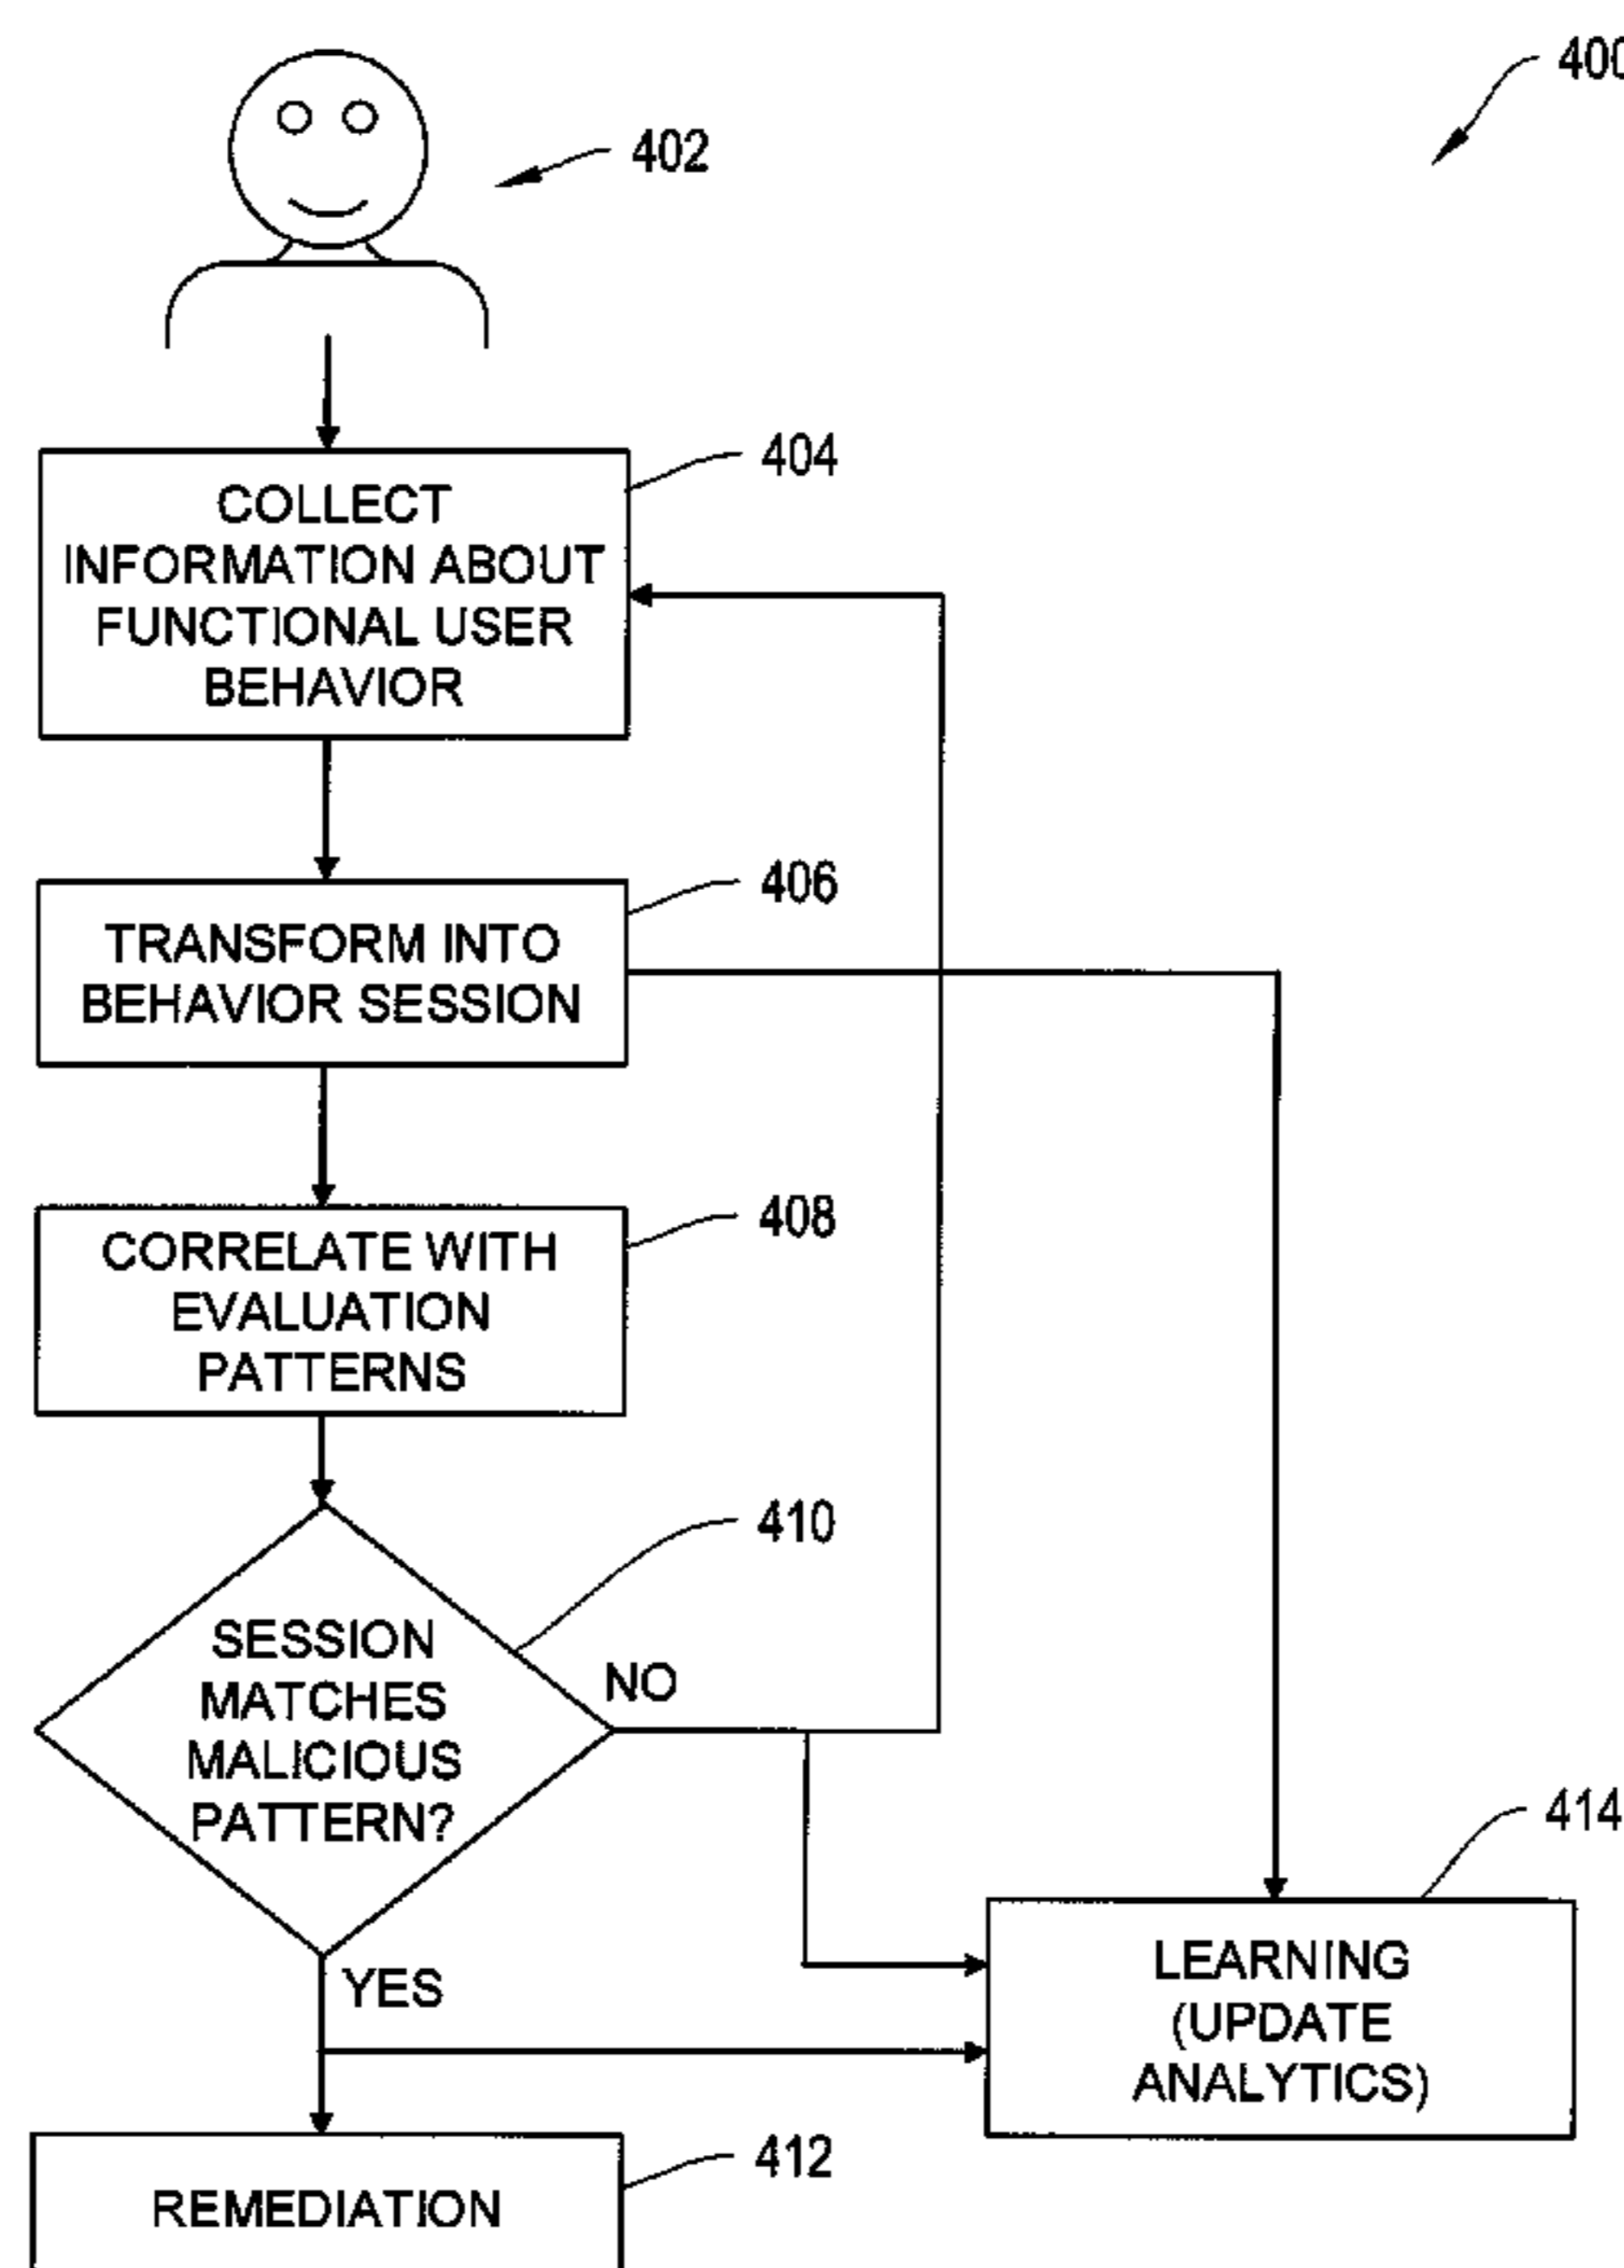 400
402
404
COLLECT
INFORMATION ABOUT
FUNCTIONAL USER
BEHAVIOR
406
TRANSFORM INTO
BEHAVIOR SESSION
408
CORRELATE WITH
EVALUATION
PATTERNS
410
SESSION
MATCHES
MALICIOUS
PATTERN?
NO
YES
414
LEARNING
(UPDATE
ANALYTICS)
412
REMEDIATION